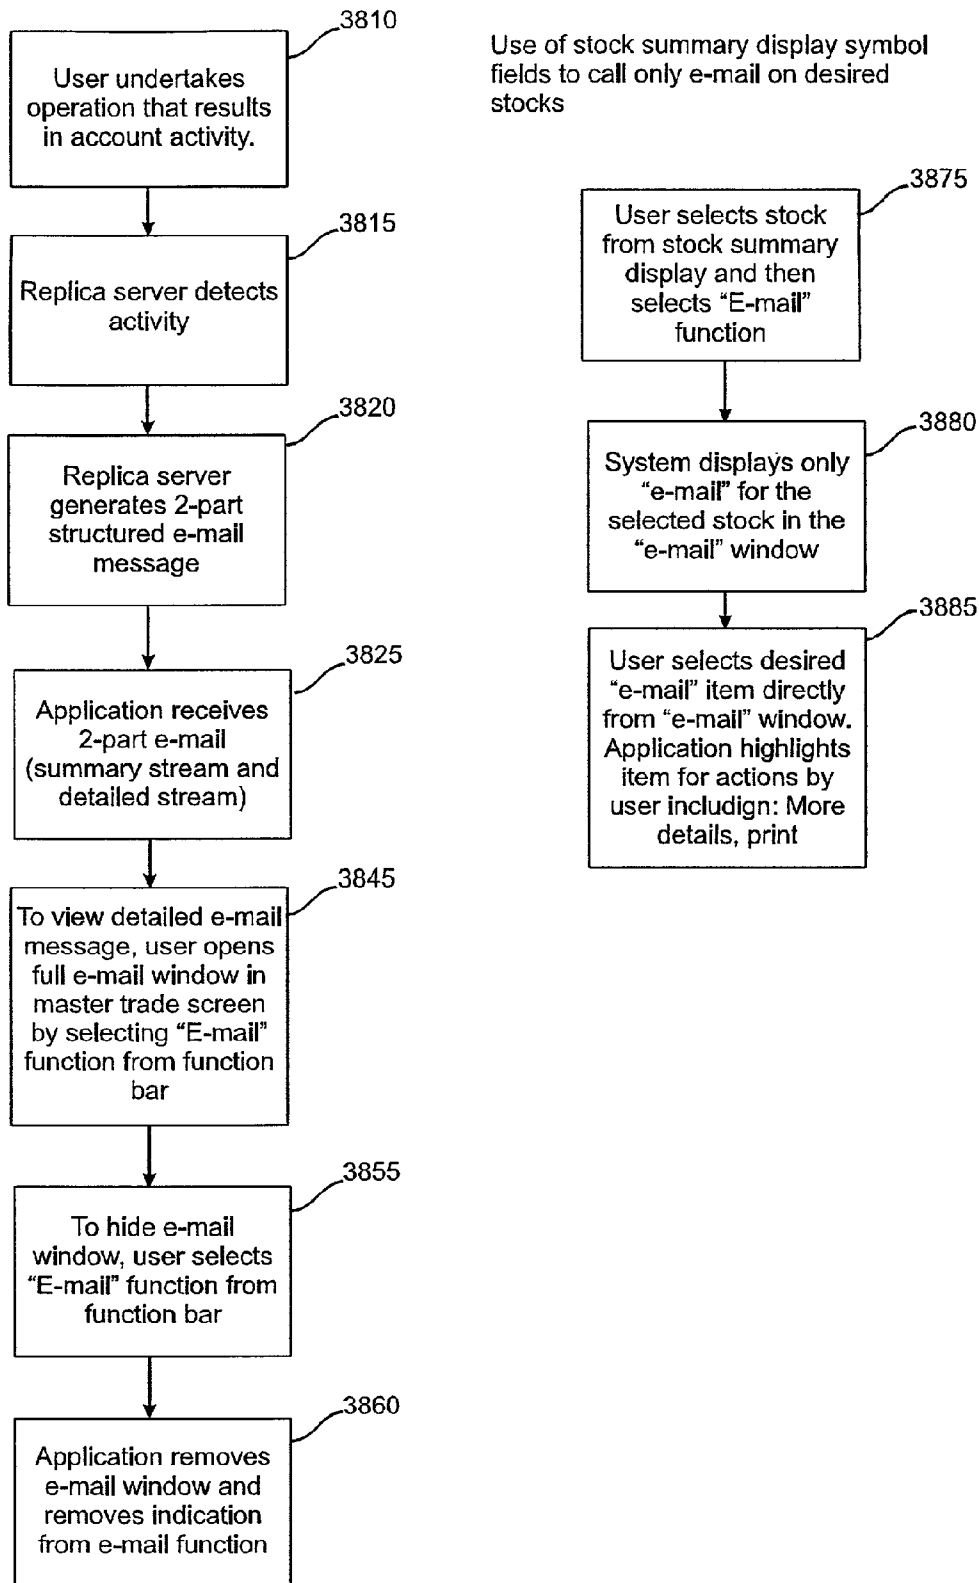 3810
User undertakes
operation that results
in account activity.
3815
Replica server detects
activity
3820
Replica server
generates 2-part
structured e-mail
message
3825
Application receives
2-part e-mail
(summary stream and
detailed stream)
3845
To view detailed e-mail
message, user opens
full e-mail window in
master trade screen
by selecting “E-mail”
function from function
bar
3855
To hide e-mail
window, user selects
“E-mail” function from
function bar
3860
Application removes
e-mail window and
removes indication
from e-mail function
Use of stock summary display symbol
fields to call only e-mail on desired
stocks
3875
User selects stock
from stock summary
display and then
selects “E-mail”
function
3880
System displays only
“e-mail” for the
selected stock in the
“e-mail” window
3885
User selects desired
“e-mail” item directly
from “e-mail” window.
Application highlights
item for actions by
user includign: More
details, print